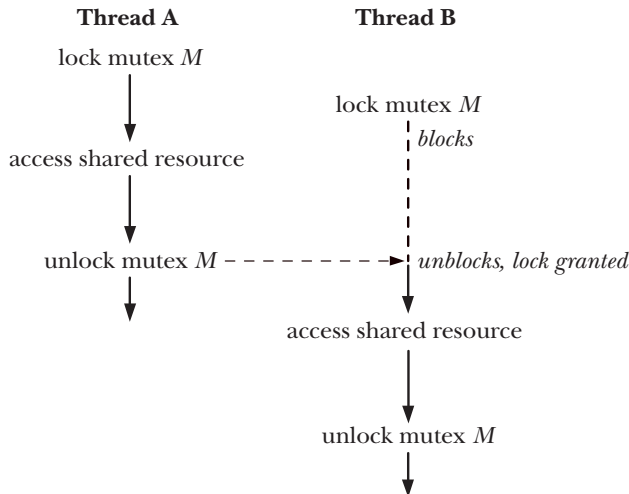 Thread A Thread B
lock mutex M
lock mutex M
blocks
access shared resource
unlock mutex M
unblocks, lock granted
access shared resource
unlock mutex M